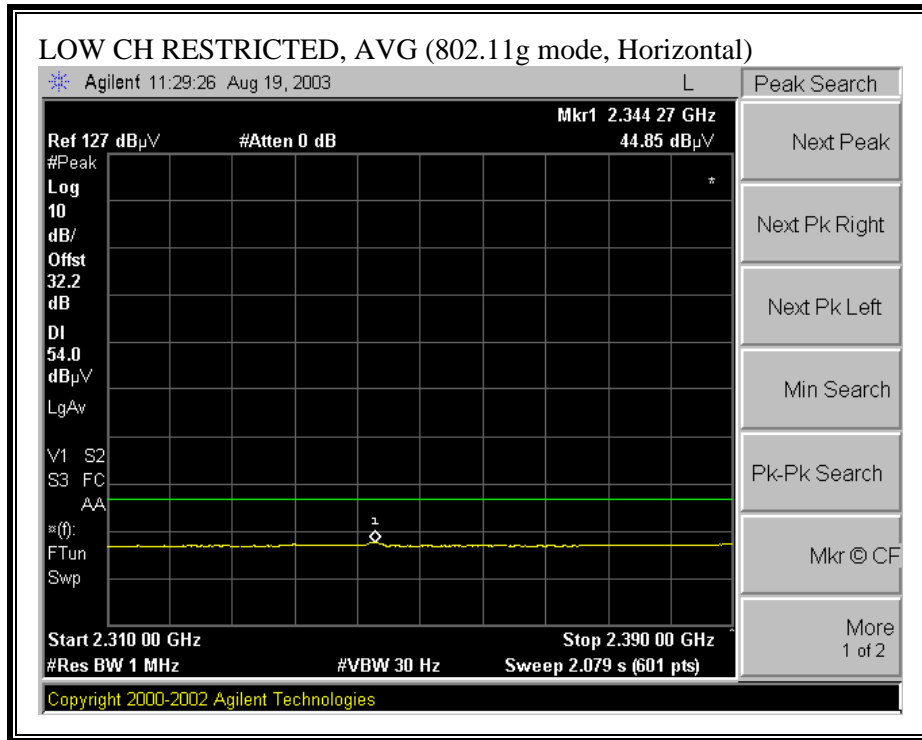 LOW CH RESTRICTED, AVG (802.11g mode, Horizontal)
Agilent 11:29:26 Aug 19, 2003 L
Peak Search
Mkr1 2.344 27 GHz
Ref 127 dBµV #Atten 0 dB 44.85 dBµV
#Peak
Log
10
dB/
Offst
32.2
dB
DI
54.0
dBµV
LgAv
V1 S2
S3 FC
AA
¤(f):
FTun
Swp
*
1
Start 2.310 00 GHz Stop 2.390 00 GHz ^
#Res BW 1 MHz #VBW 30 Hz Sweep 2.079 s (601 pts)
Copyright 2000-2002 Agilent Technologies
Next Peak
Next Pk Right
Next Pk Left
Min Search
Pk-Pk Search
Mkr © CF
More
1 of 2